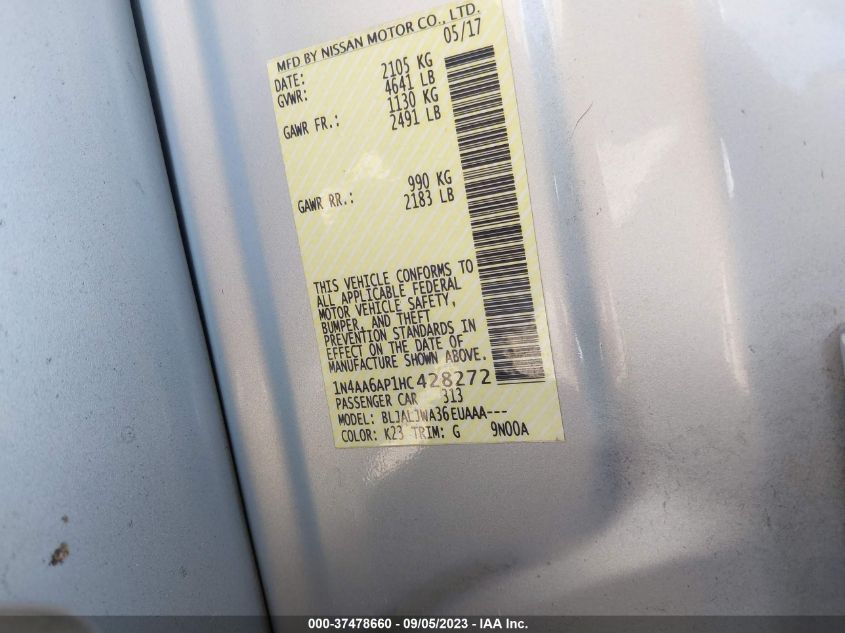 MFD BY NISSAN MOTOR CO., LTD.
DATE: 05/17
GVWR: 2105 KG
4641 LB
GAWR FR.: 1130 KG
2491 LB
GAWR RR.: 990 KG
2183 LB
THIS VEHICLE CONFORMS TO
ALL APPLICABLE FEDERAL
MOTOR VEHICLE SAFETY,
BUMPER, AND THEFT
PREVENTION STANDARDS IN
EFFECT ON THE DATE OF
MANUFACTURE SHOWN ABOVE.
1N4AA6AP1HC428272
PASSENGER CAR 313
MODEL: BLJALJWA36EUAAA---
COLOR: K23 TRIM: G 9N00A
000-37478660 - 09/05/2023 - IAA Inc.